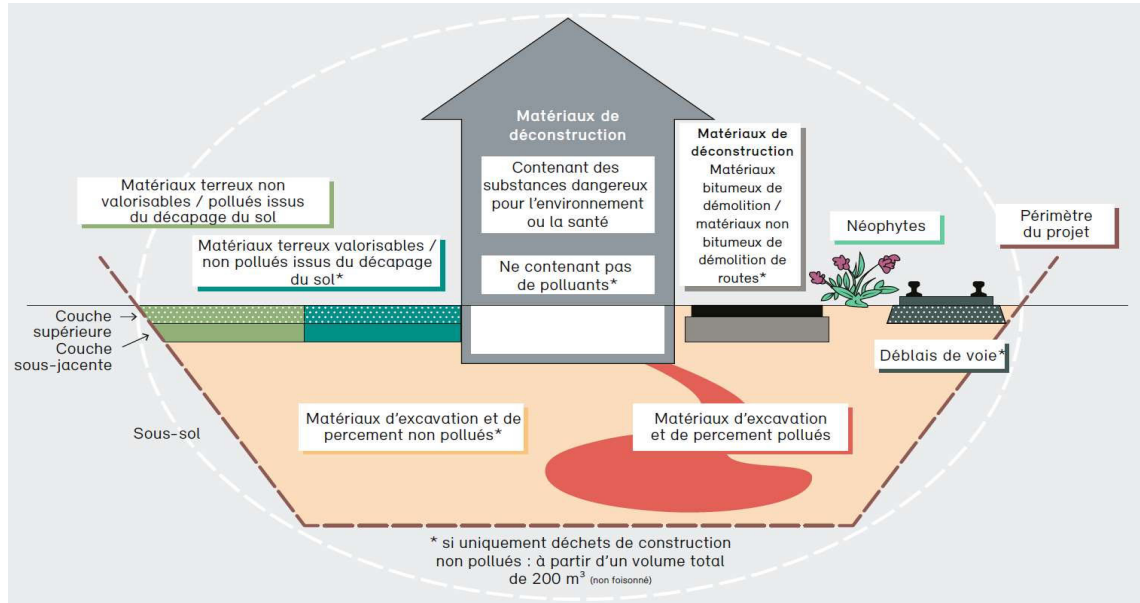 Matériaux de
déconstruction
Contenant des
substances dangereux
pour l'environnement
ou la santé
Ne contenant pas
de polluants*
Matériaux de
déconstruction
Matériaux
bitumeux de
démolition /
matériaux non
bitumeux de
démolition de
routes*
Matériaux terreux non
valorisables / pollués issus
du décapage du sol
Matériaux terreux valorisables /
non pollués issus du décapage
du sol*
Néophytes
Périmètre
du projet
Couche
supérieure
Couche
sous-jacente
Déblais de voie*
Sous-sol
Matériaux d'excavation et de
percement non pollués*
Matériaux d'excavation
et de percement pollués
* si uniquement déchets de construction
non pollués : à partir d'un volume total
de 200 m³ (non foisonné)